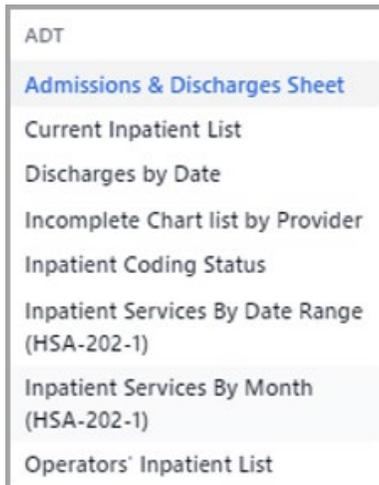 ADT
Admissions & Discharges Sheet
Current Inpatient List
Discharges by Date
Incomplete Chart list by Provider
Inpatient Coding Status
Inpatient Services By Date Range
(HSA-202-1)
Inpatient Services By Month
(HSA-202-1)
Operators' Inpatient List